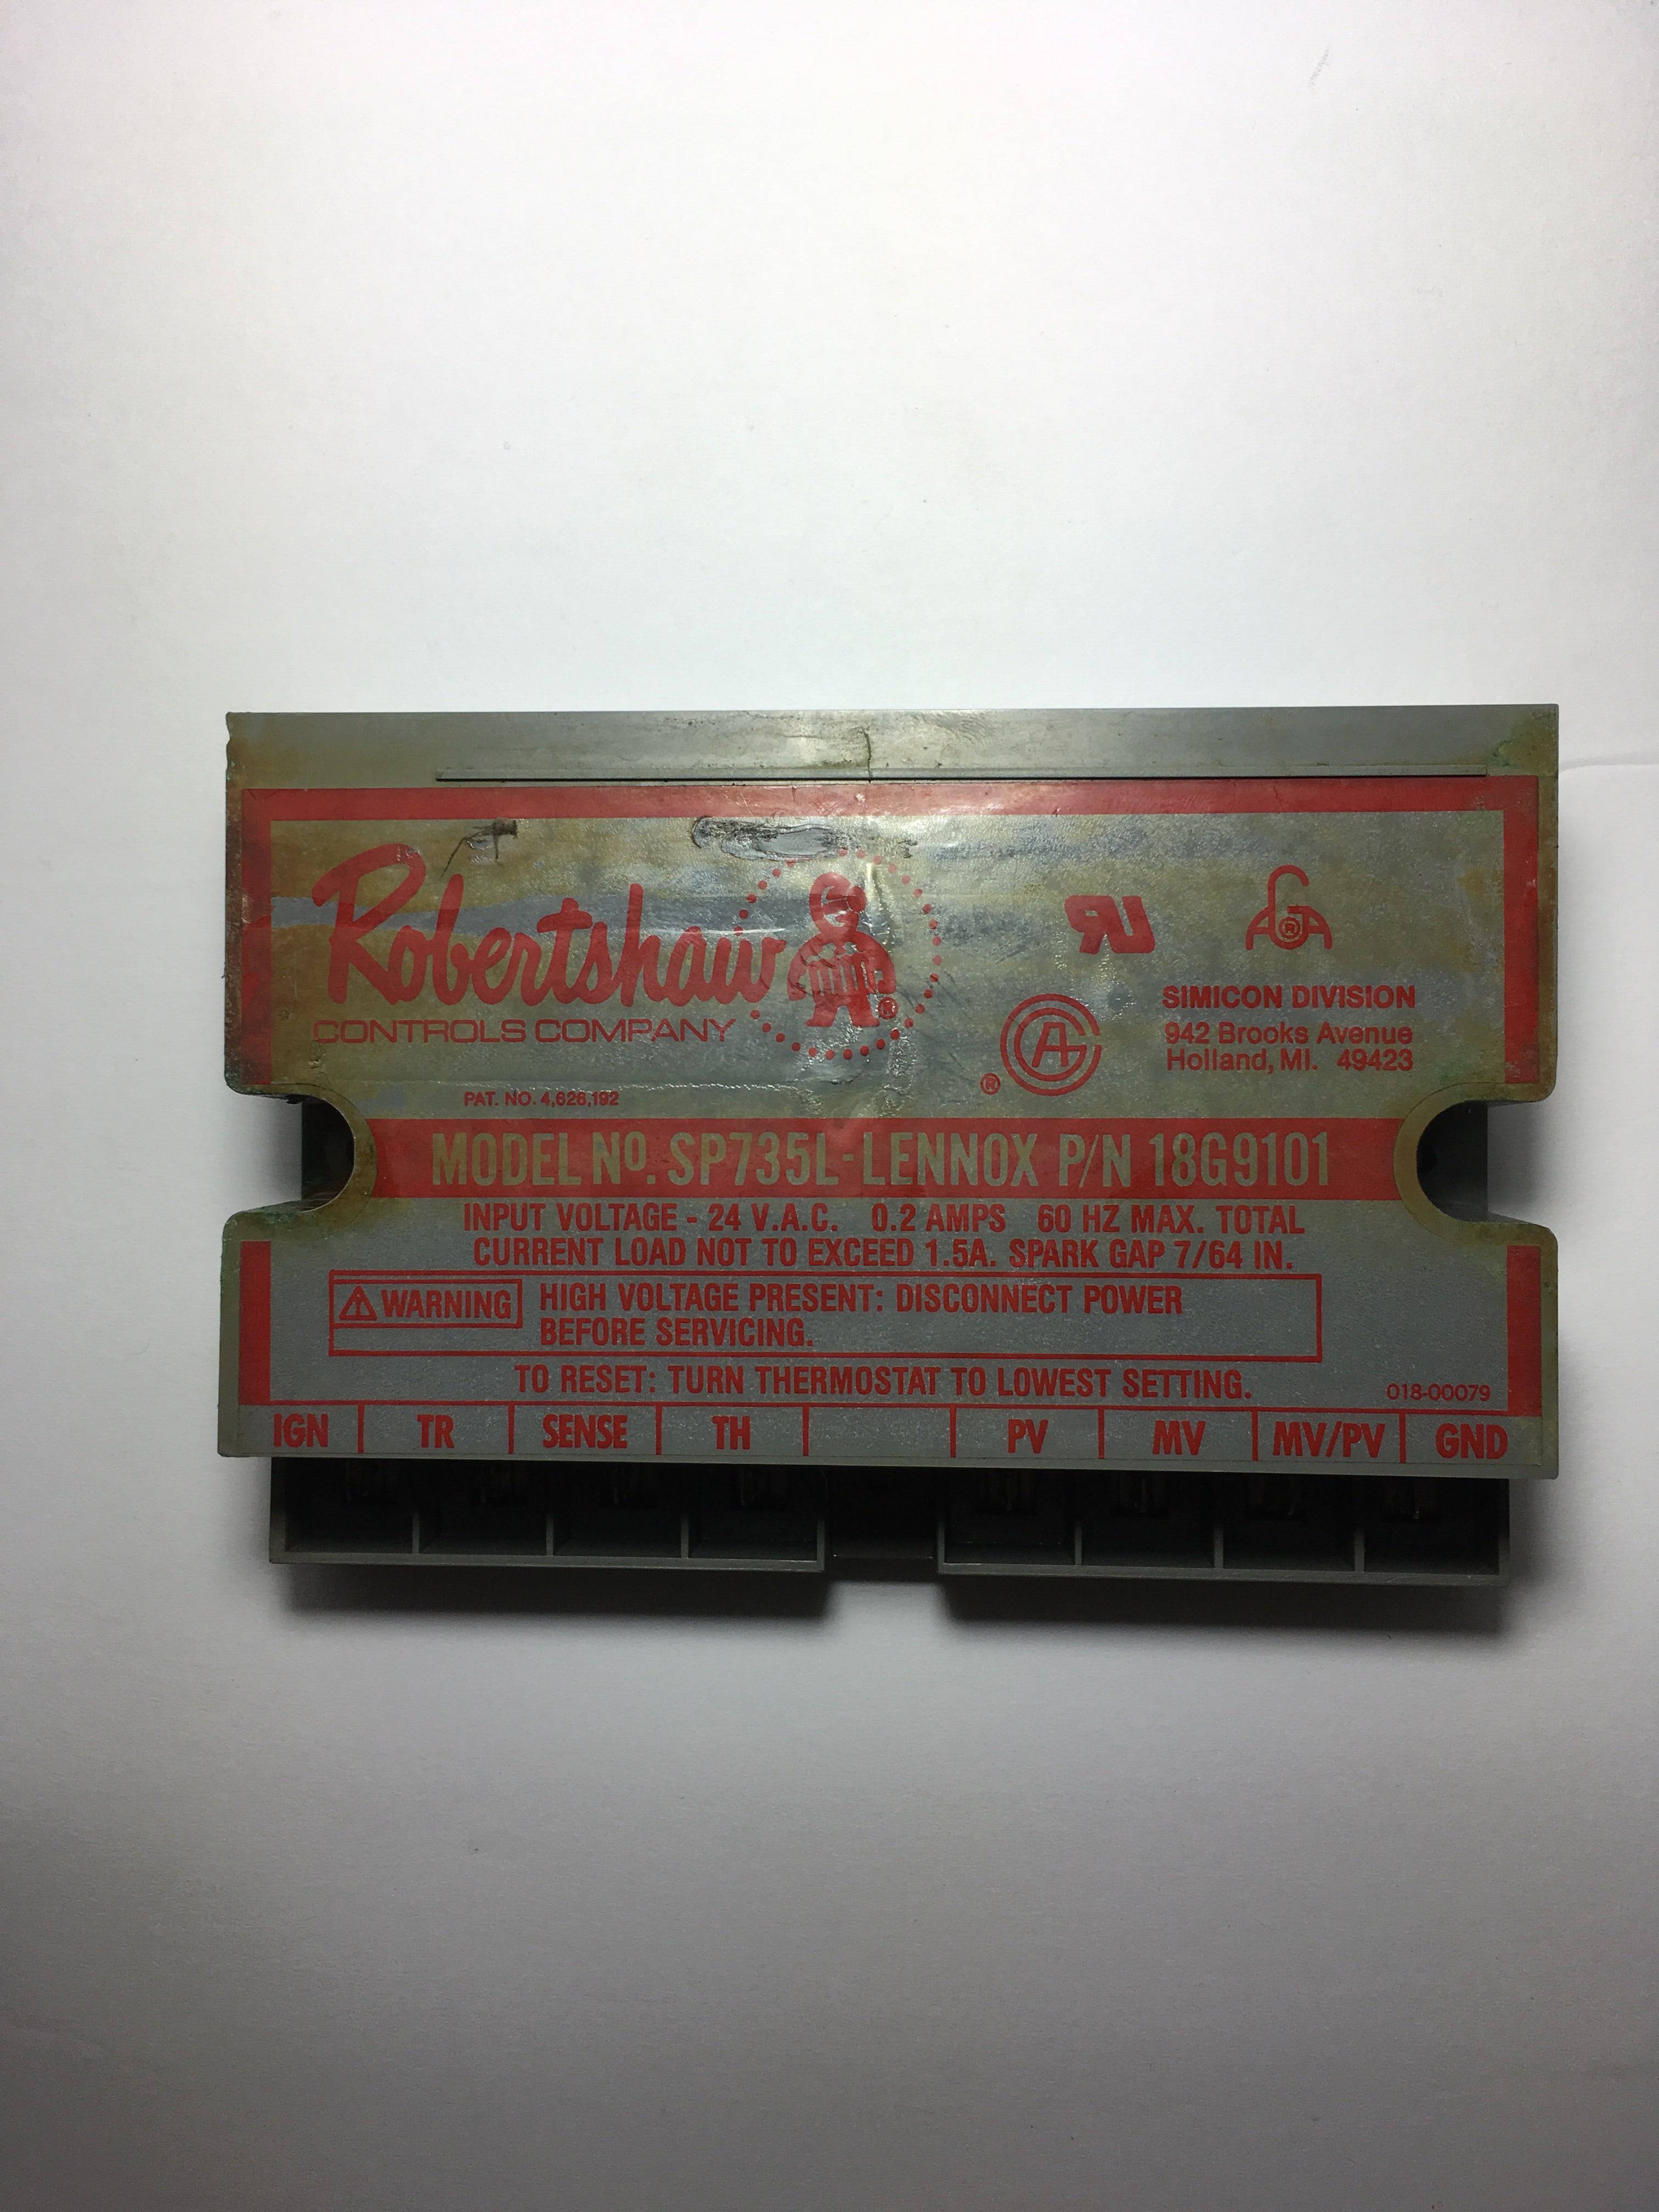 Robertshaw ®
CONTROLS COMPANY
UR
AGA ®
SIMICON DIVISION
942 Brooks Avenue
Holland, MI. 49423
® CGA
PAT. NO. 4,626,192
MODEL Nº. SP735L-LENNOX P/N 18G9101
INPUT VOLTAGE - 24 V.A.C. 0.2 AMPS 60 HZ MAX. TOTAL
CURRENT LOAD NOT TO EXCEED 1.5A. SPARK GAP 7/64 IN.
WARNING HIGH VOLTAGE PRESENT: DISCONNECT POWER
BEFORE SERVICING.
TO RESET: TURN THERMOSTAT TO LOWEST SETTING.
018-00079
IGN TR SENSE TH PV MV MV/PV GND